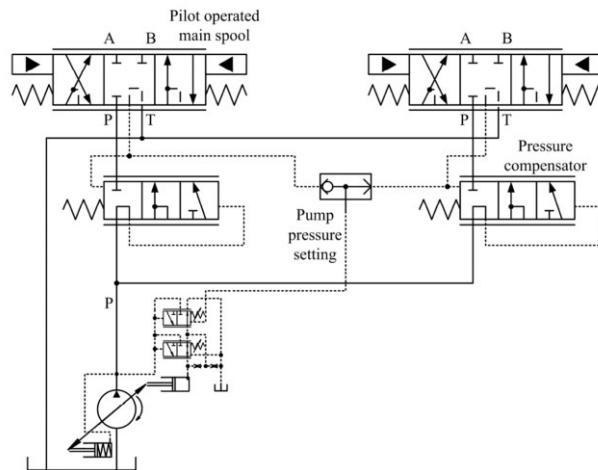 Pilot operated
main spool
A B
A B
P T
P T
Pressure
compensator
Pump
pressure
setting
P